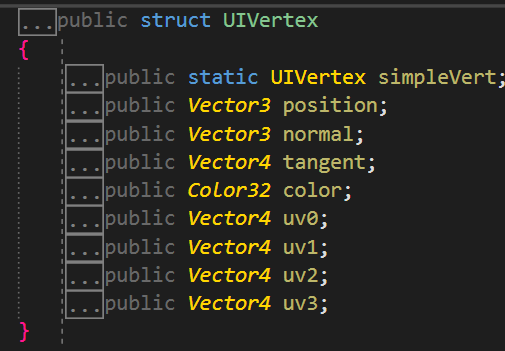 ...public struct UIVertex
{
...public static UIVertex simpleVert;
...public Vector3 position;
...public Vector3 normal;
...public Vector4 tangent;
...public Color32 color;
...public Vector4 uv0;
...public Vector4 uv1;
...public Vector4 uv2;
...public Vector4 uv3;
}